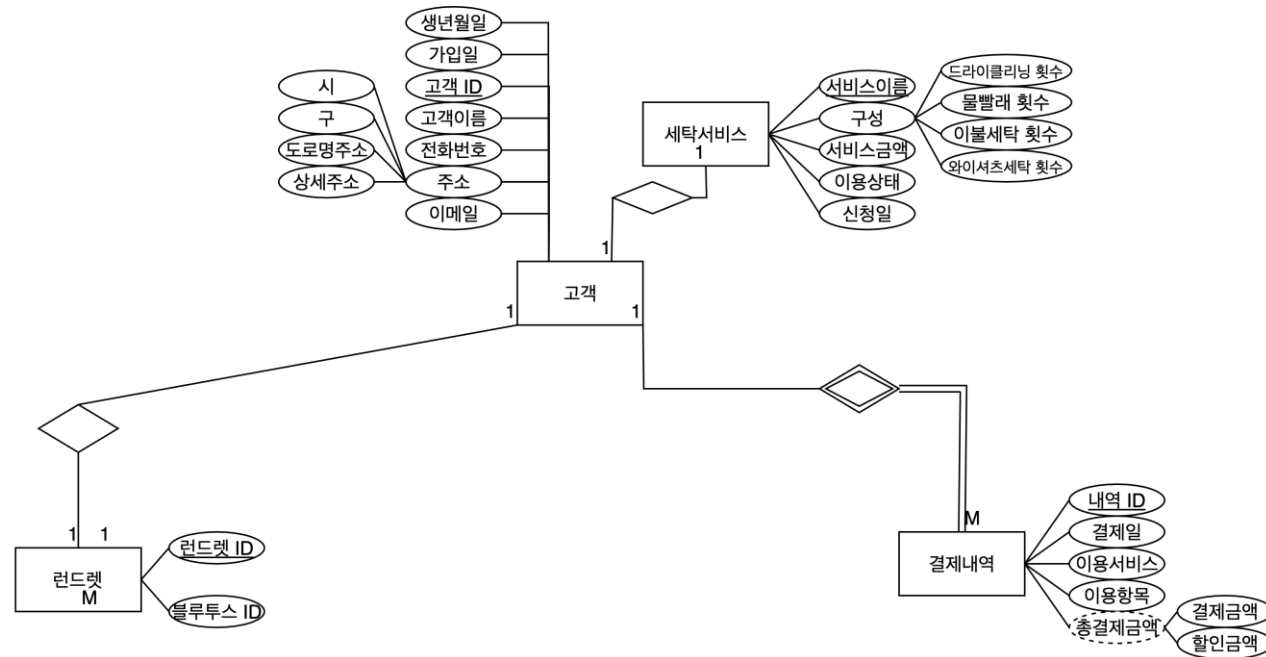 생년월일
가입일
고객 ID
고객이름
전화번호
주소
이메일
시
구
도로명주소
상세주소
세탁서비스
1
서비스이름
구성
서비스금액
이용상태
신청일
드라이클리닝 횟수
물빨래 횟수
이불세탁 횟수
와이셔츠세탁 횟수
1
고객
1
1
1
1
런드렛
M
런드렛 ID
블루투스 ID
M
결제내역
내역 ID
결제일
이용서비스
이용항목
총결제금액
결제금액
할인금액